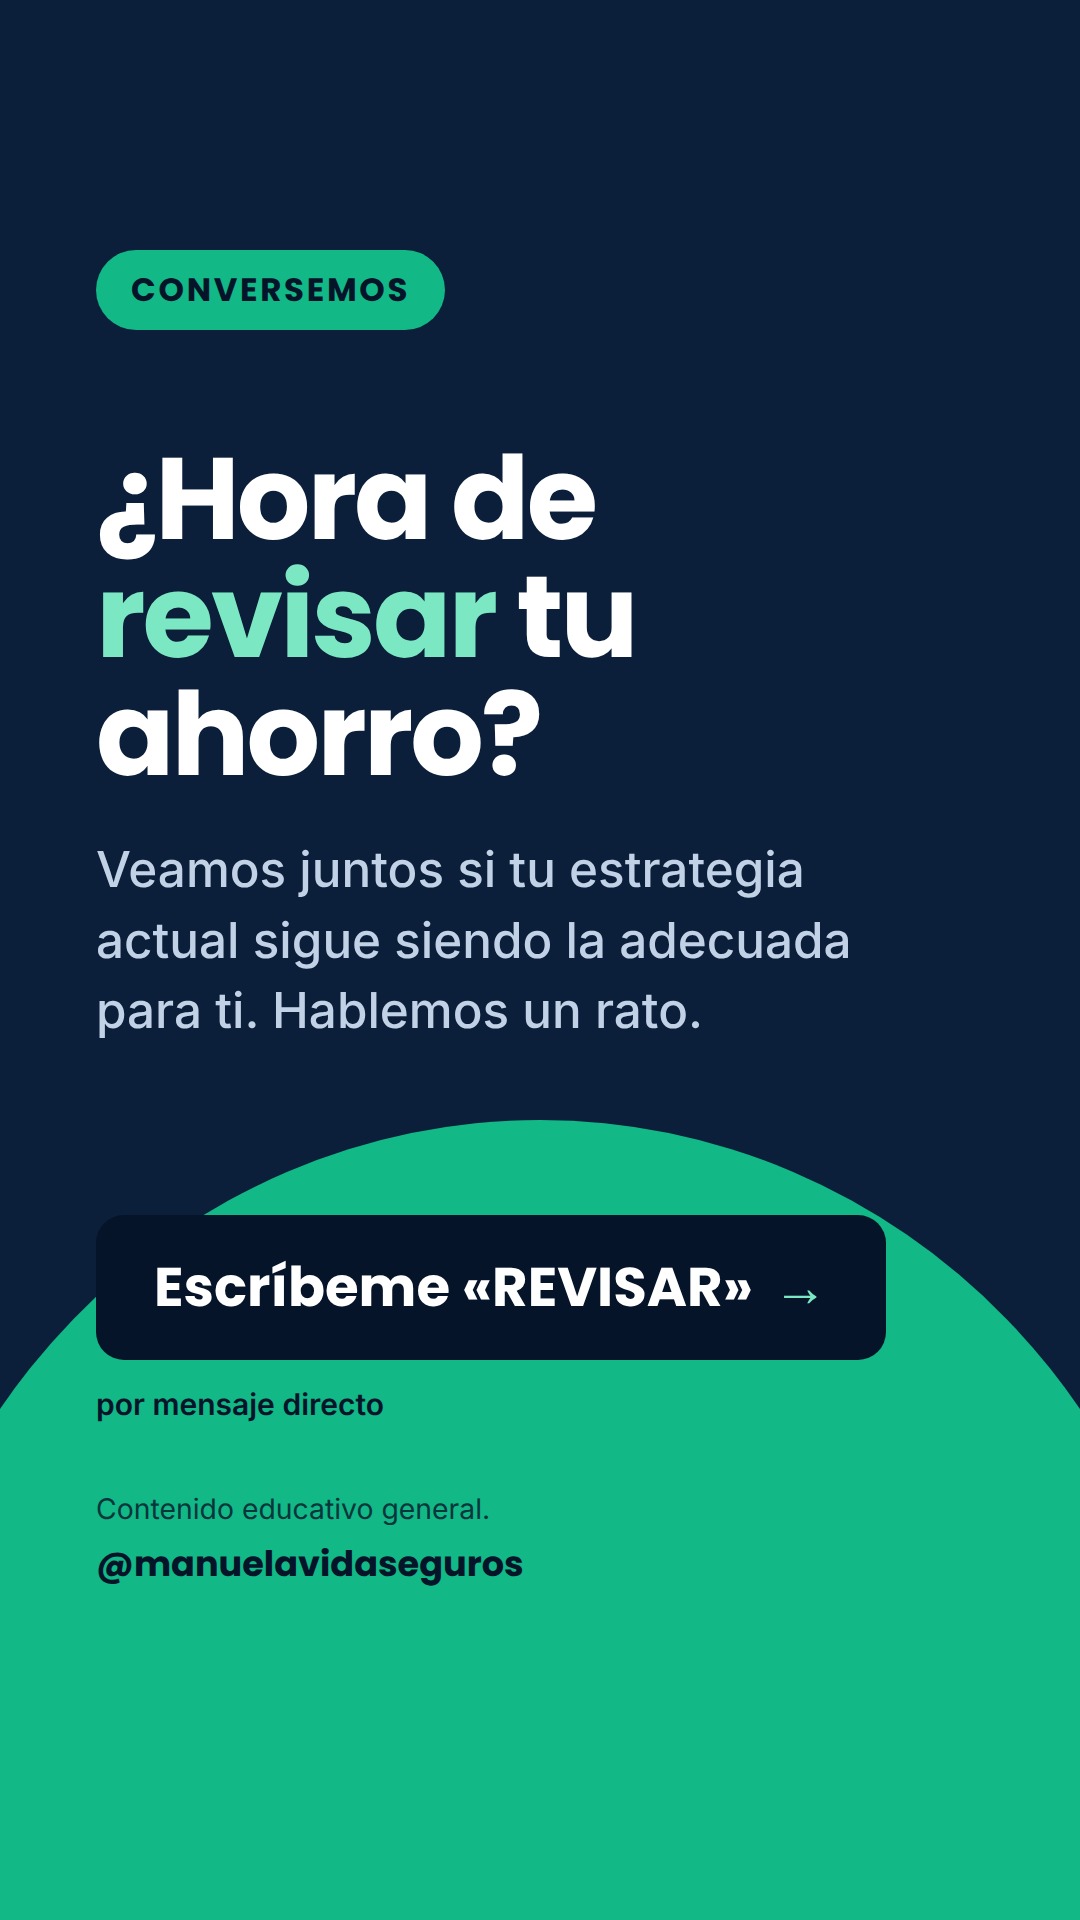 CONVERSEMOS
¿Hora de
revisar tu
ahorro?
Veamos juntos si tu estrategia
actual sigue siendo la adecuada
para ti. Hablemos un rato.
Escríbeme «REVISAR» →
por mensaje directo
Contenido educativo general.
@manuelavidaseguros